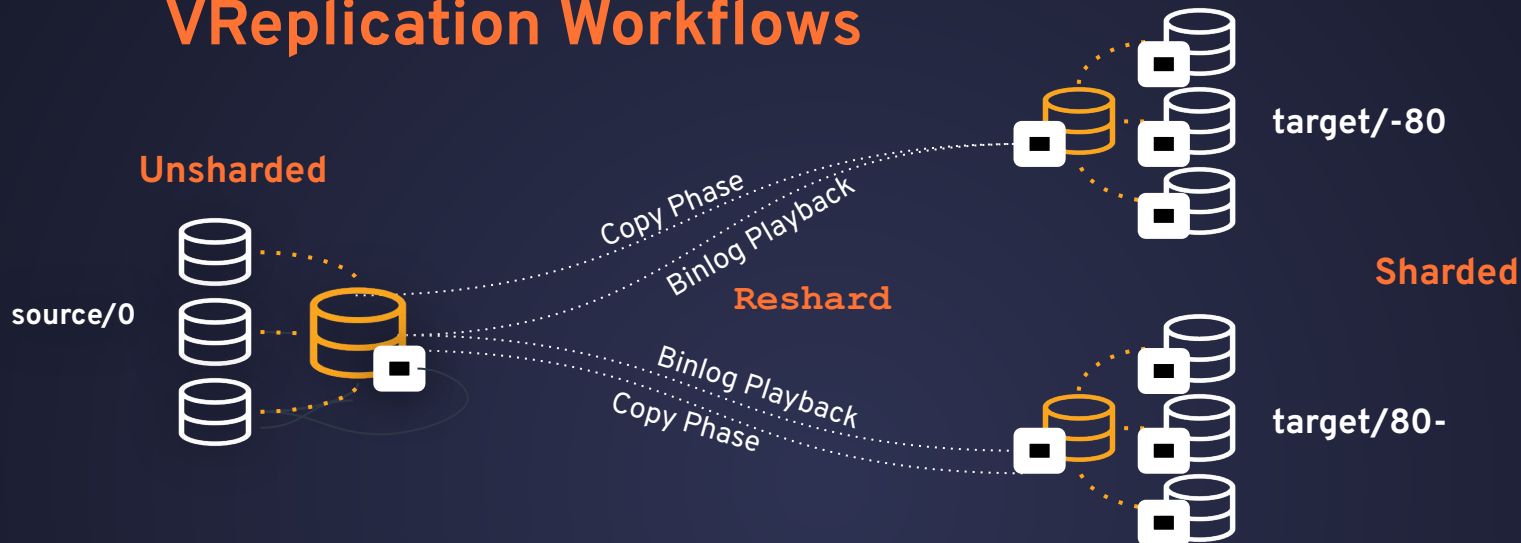 VReplication Workflows
Unsharded
source/0
Copy Phase
Binlog Playback
Reshard
Binlog Playback
Copy Phase
target/-80
Sharded
target/80-